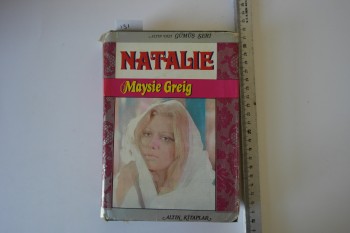 GÜMÜŞ SERİ
NATALIE
Maysie Greig
ALTIN KİTAPLAR